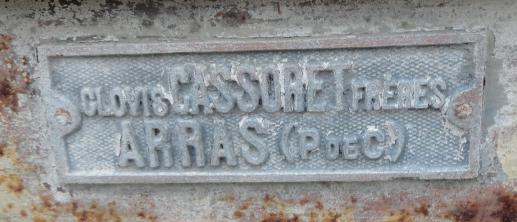 CLOVIS CASSORET FRÈRES
ARRAS (P DE C)